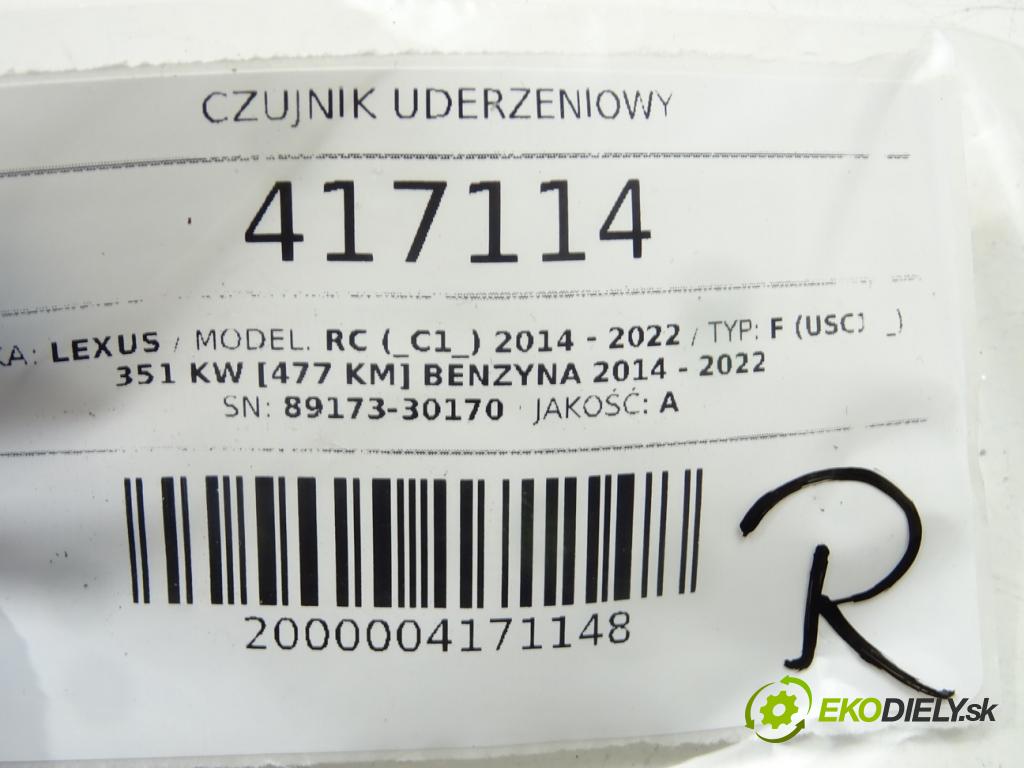 CZUJNIK UDERZENIOWY
417114
KA: LEXUS / MODEL: RC (_C1_) 2014 - 2022 / TYP: F (USC1_)
351 KW [477 KM] BENZYNA 2014 - 2022
SN: 89173-30170 JAKOŚĆ: A
2000004171148
R
EKODIELY.sk